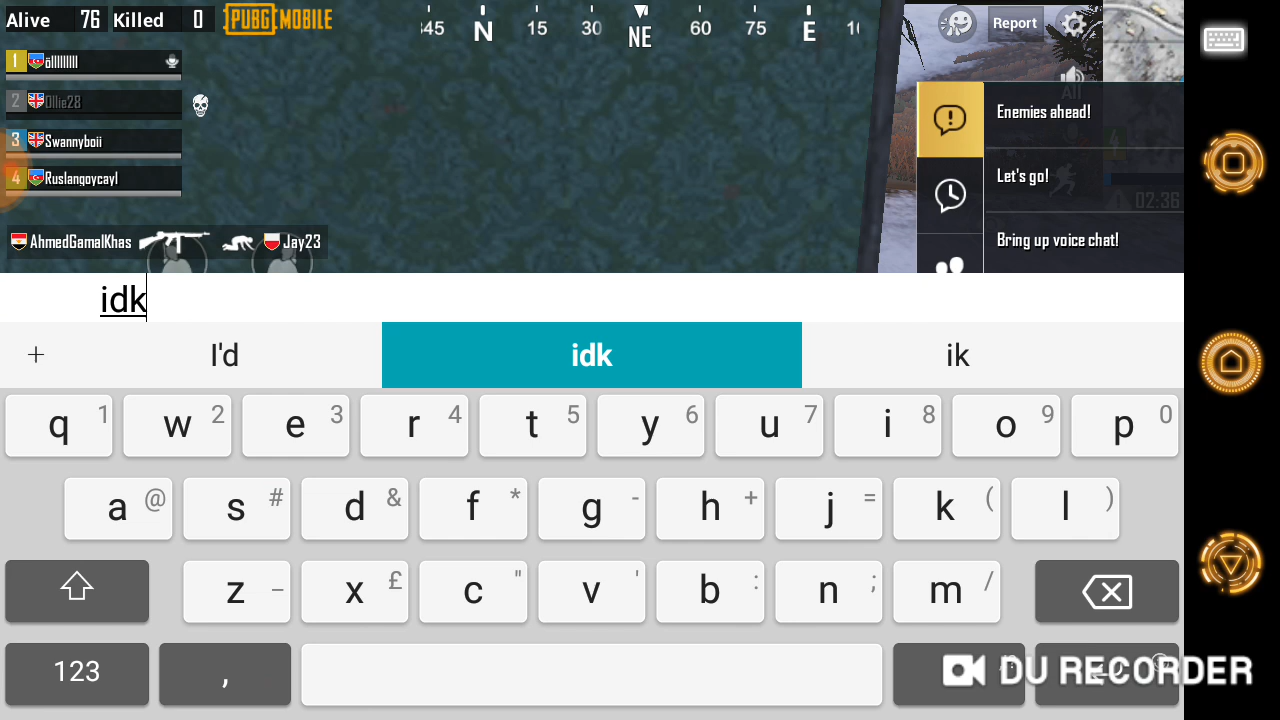 Alive 76 Killed 0 PUBG MOBILE
345 N 15 30 NE 60 75 E
Report
All
1 öllllllllll
2 Ollie28
3 Swannyboii
4 Ruslangoycayl
AhmedGamalKhas Jay23
Enemies ahead!
Let's go!
02:36
Bring up voice chat!
idk
+ I'd idk ik
q 1 w 2 e 3 r 4 t 5 y 6 u 7 i 8 o 9 p 0
a @ s # d & f * g - h + j = k ( l )
z _ x £ c " v ' b : n ; m /
123 ,
DU RECORDER